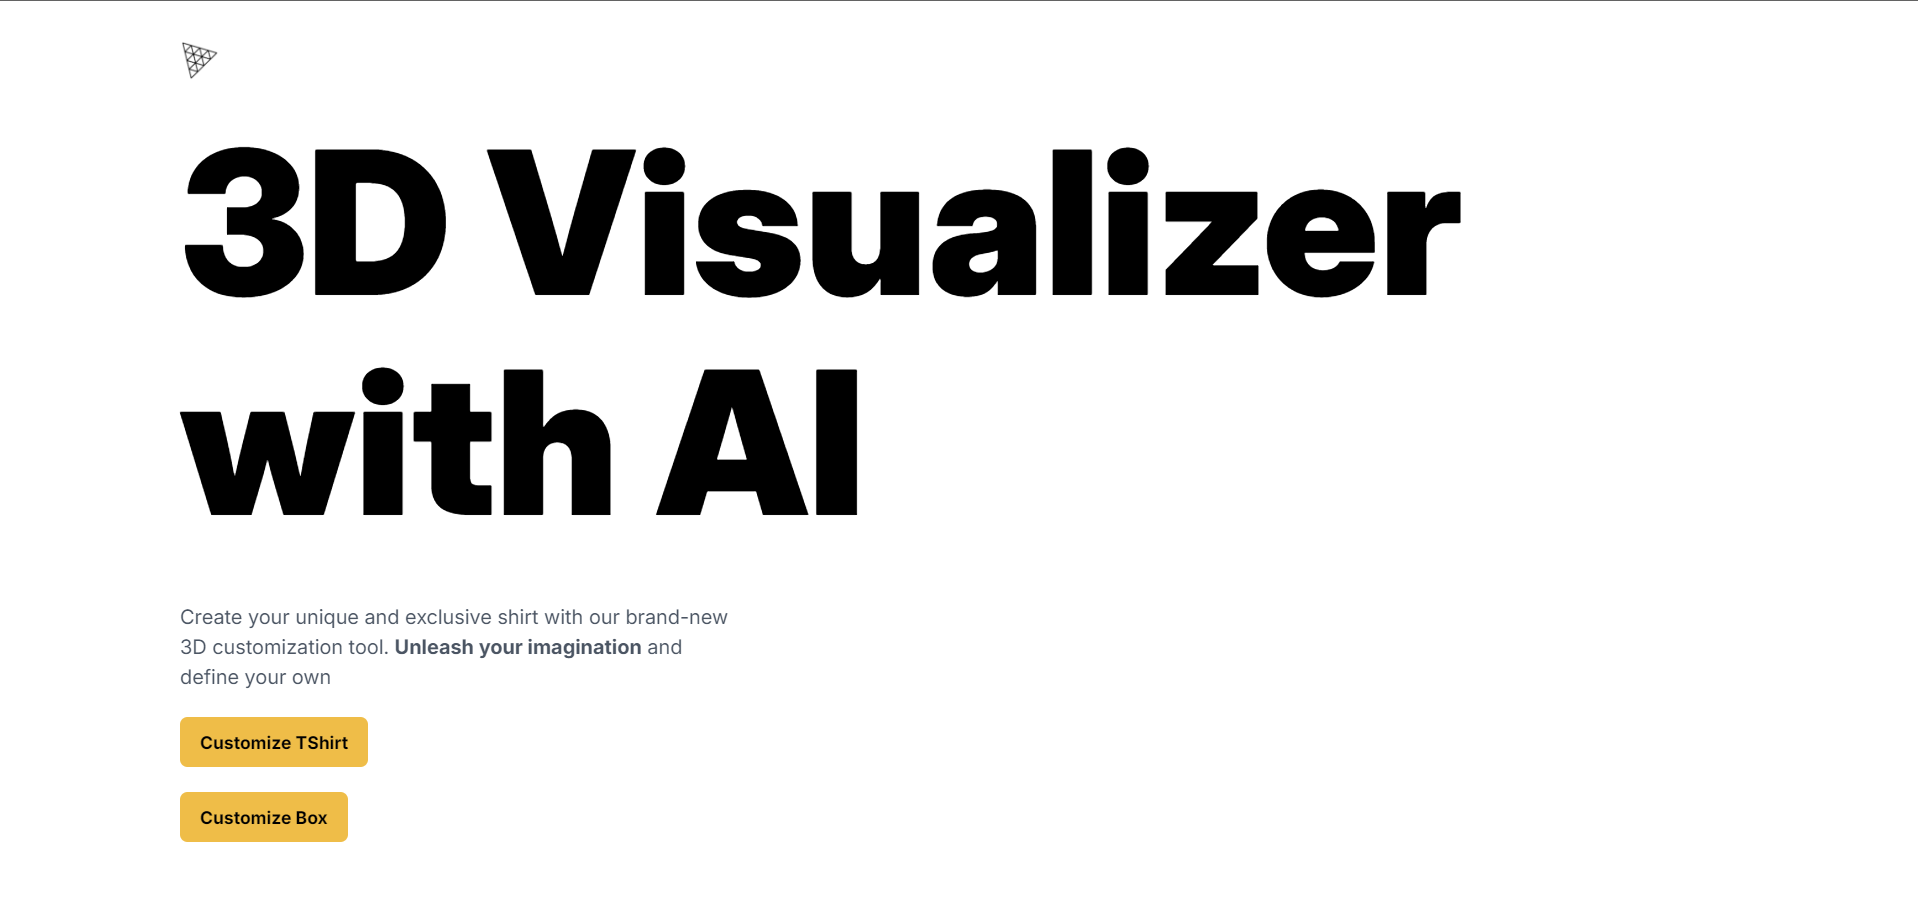 3D Visualizer
with AI
Create your unique and exclusive shirt with our brand-new
3D customization tool. Unleash your imagination and
define your own
Customize TShirt
Customize Box